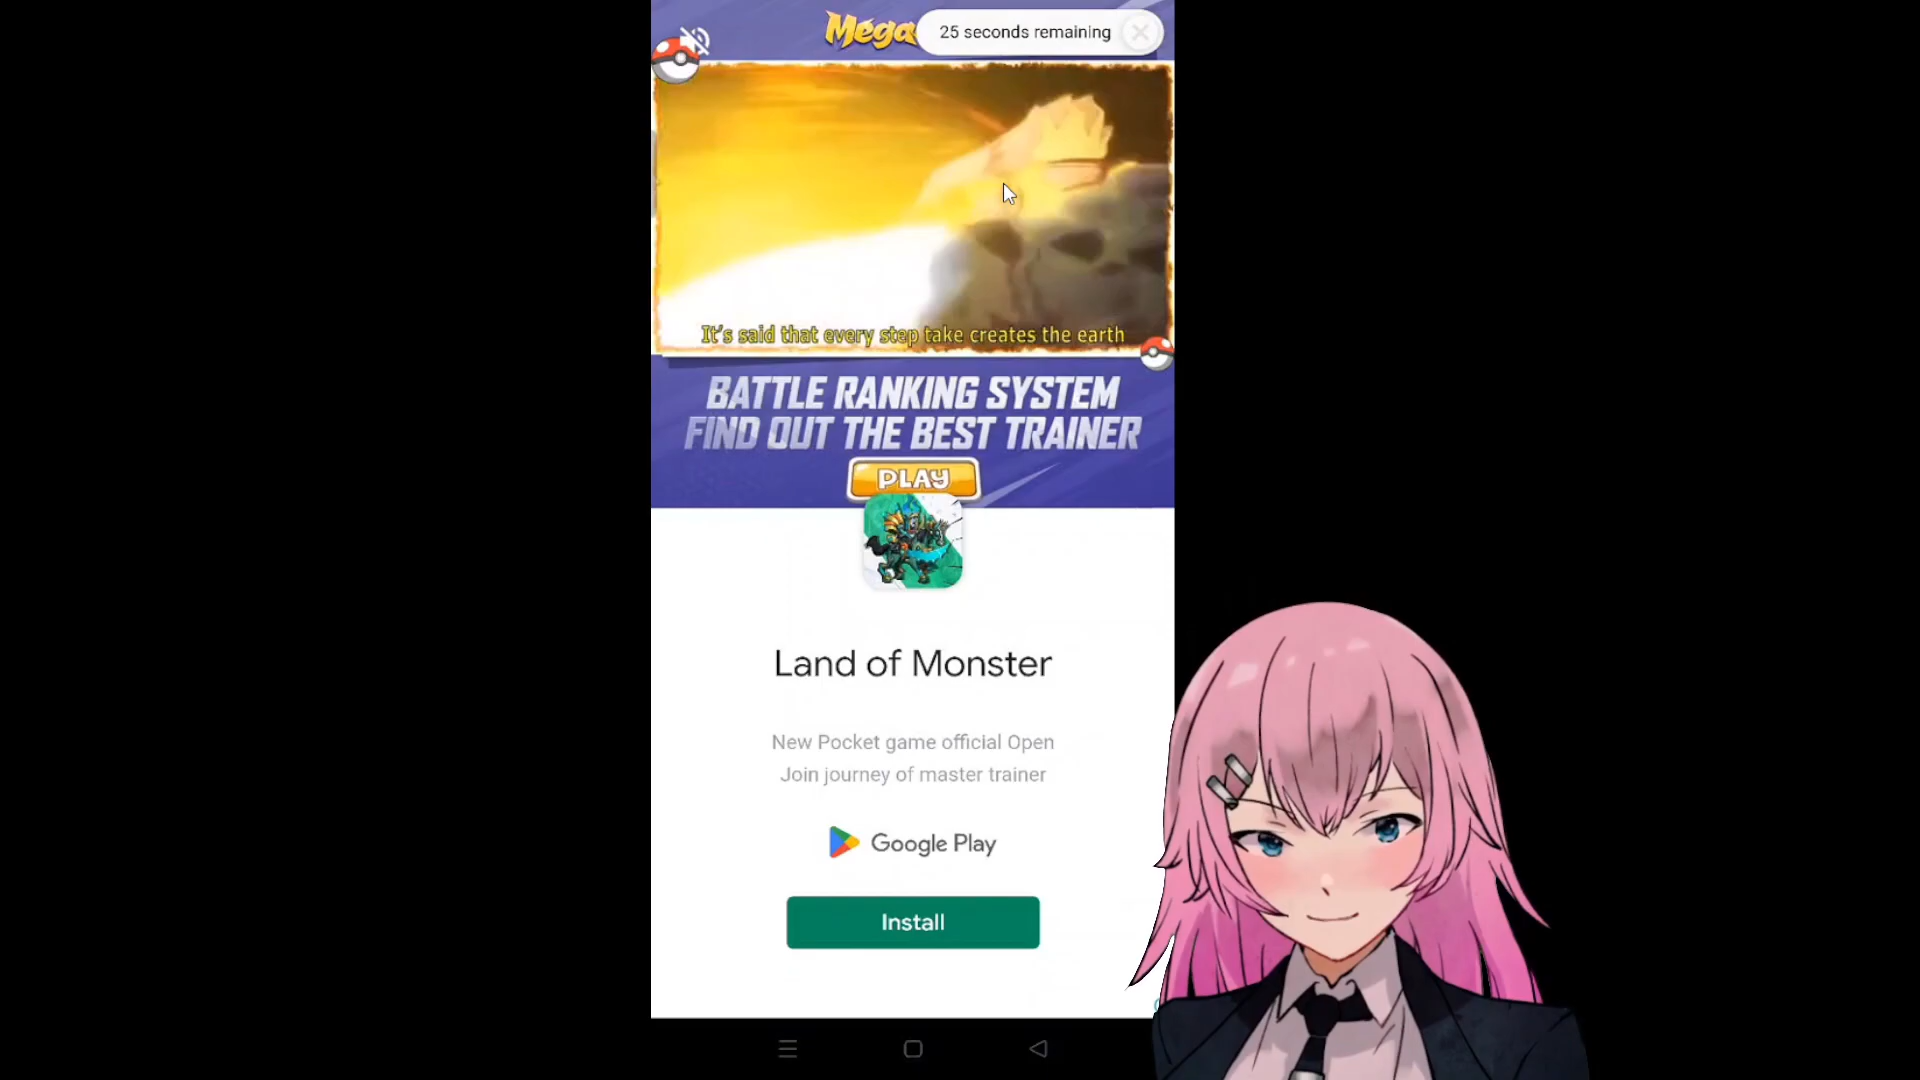 Mega
25 seconds remaining
It's said that every step take creates the earth
BATTLE RANKING SYSTEM
FIND OUT THE BEST TRAINER
PLAY
Land of Monster
New Pocket game official Open
Join journey of master trainer
Google Play
Install